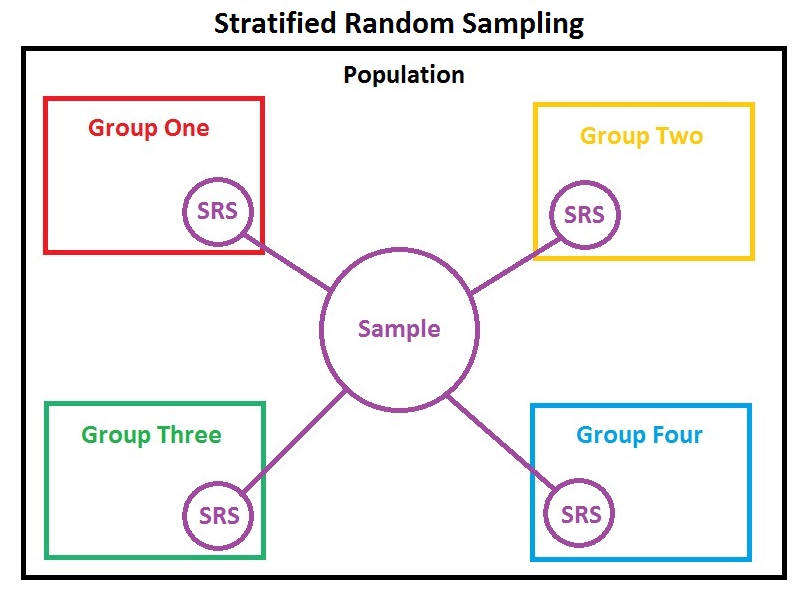 Stratified Random Sampling
Population
Group One
SRS
Group Two
SRS
Sample
Group Three
SRS
Group Four
SRS